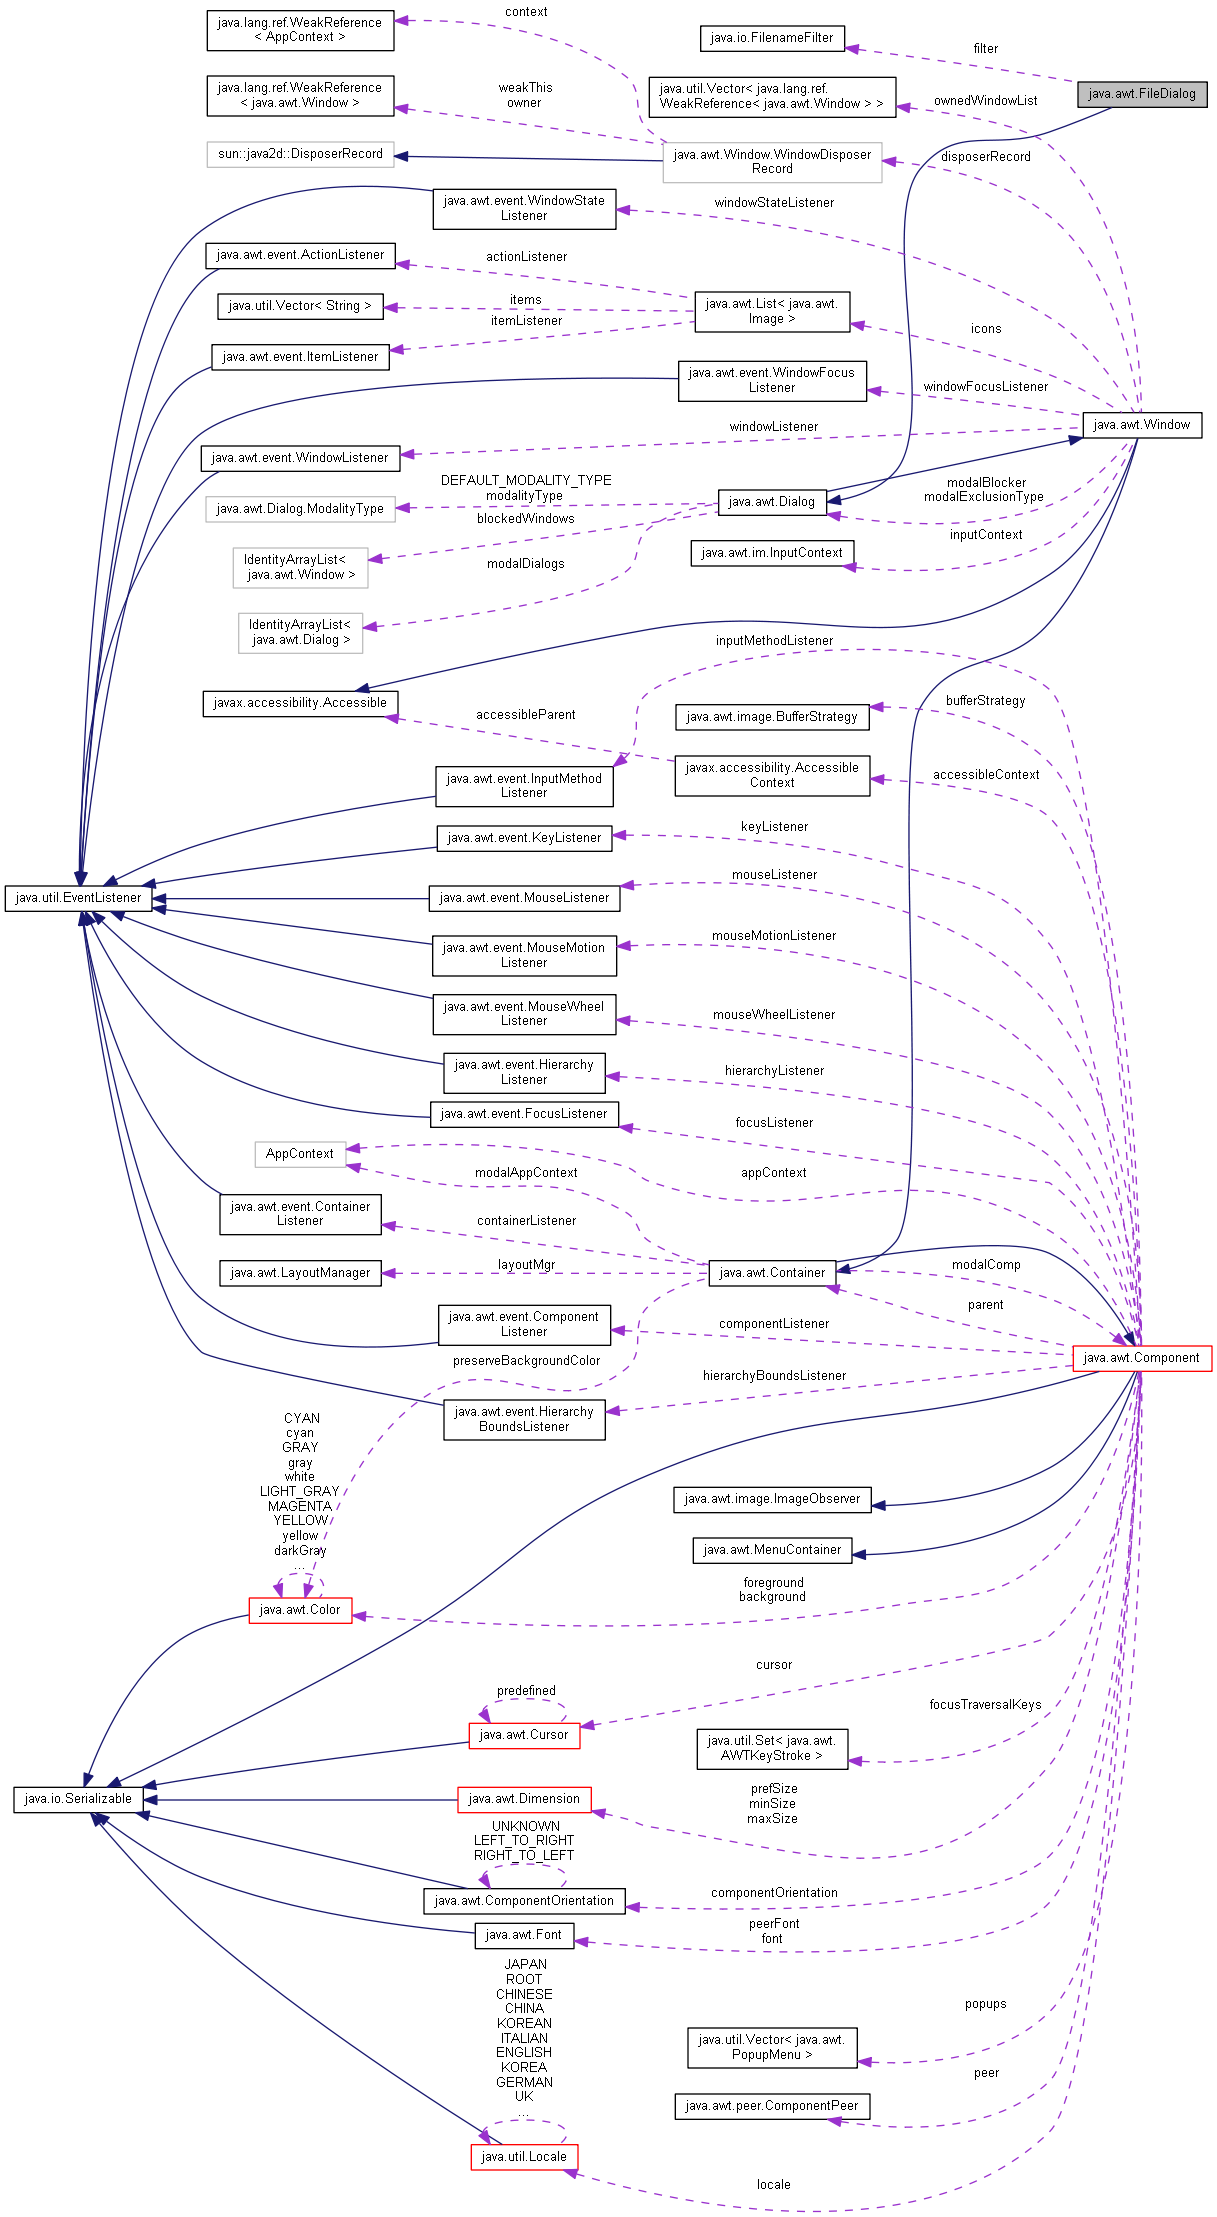 context
java.lang.ref.WeakReference
< AppContext >
java.io.FilenameFilter
filter
java.lang.ref.WeakReference
< java.awt.Window >
weakThis
owner
java.util.Vector< java.lang.ref.
WeakReference< java.awt.Window > >
ownedWindowList
java.awt.FileDialog
sun::java2d::DisposerRecord
java.awt.Window.WindowDisposer
Record
disposerRecord
java.awt.event.WindowState
Listener
windowStateListener
java.awt.event.ActionListener
actionListener
java.util.Vector< String >
items
itemListener
java.awt.List< java.awt.
Image >
icons
java.awt.event.ItemListener
java.awt.event.WindowFocus
Listener
windowFocusListener
windowListener
java.awt.Window
java.awt.event.WindowListener
DEFAULT_MODALITY_TYPE
modalityType
java.awt.Dialog
modalBlocker
modalExclusionType
java.awt.Dialog.ModalityType
blockedWindows
inputContext
IdentityArrayList<
java.awt.Window >
java.awt.im.InputContext
modalDialogs
IdentityArrayList<
java.awt.Dialog >
inputMethodListener
javax.accessibility.Accessible
accessibleParent
java.awt.image.BufferStrategy
bufferStrategy
java.awt.event.InputMethod
Listener
javax.accessibility.Accessible
Context
accessibleContext
java.awt.event.KeyListener
keyListener
java.util.EventListener
java.awt.event.MouseListener
mouseListener
java.awt.event.MouseMotion
Listener
mouseMotionListener
java.awt.event.MouseWheel
Listener
mouseWheelListener
java.awt.event.Hierarchy
Listener
hierarchyListener
java.awt.event.FocusListener
focusListener
AppContext
modalAppContext
appContext
java.awt.event.Container
Listener
containerListener
java.awt.LayoutManager
layoutMgr
java.awt.Container
modalComp
parent
java.awt.event.Component
Listener
componentListener
java.awt.Component
preserveBackgroundColor
hierarchyBoundsListener
java.awt.event.Hierarchy
BoundsListener
CYAN
cyan
GRAY
gray
white
LIGHT_GRAY
MAGENTA
YELLOW
yellow
darkGray
...
java.awt.image.ImageObserver
java.awt.MenuContainer
java.awt.Color
foreground
background
cursor
predefined
java.awt.Cursor
focusTraversalKeys
java.util.Set< java.awt.
AWTKeyStroke >
java.io.Serializable
java.awt.Dimension
prefSize
minSize
maxSize
UNKNOWN
LEFT_TO_RIGHT
RIGHT_TO_LEFT
java.awt.ComponentOrientation
componentOrientation
java.awt.Font
peerFont
font
JAPAN
ROOT
CHINESE
CHINA
KOREAN
ITALIAN
ENGLISH
KOREA
GERMAN
UK
...
popups
java.util.Vector< java.awt.
PopupMenu >
peer
java.awt.peer.ComponentPeer
java.util.Locale
locale